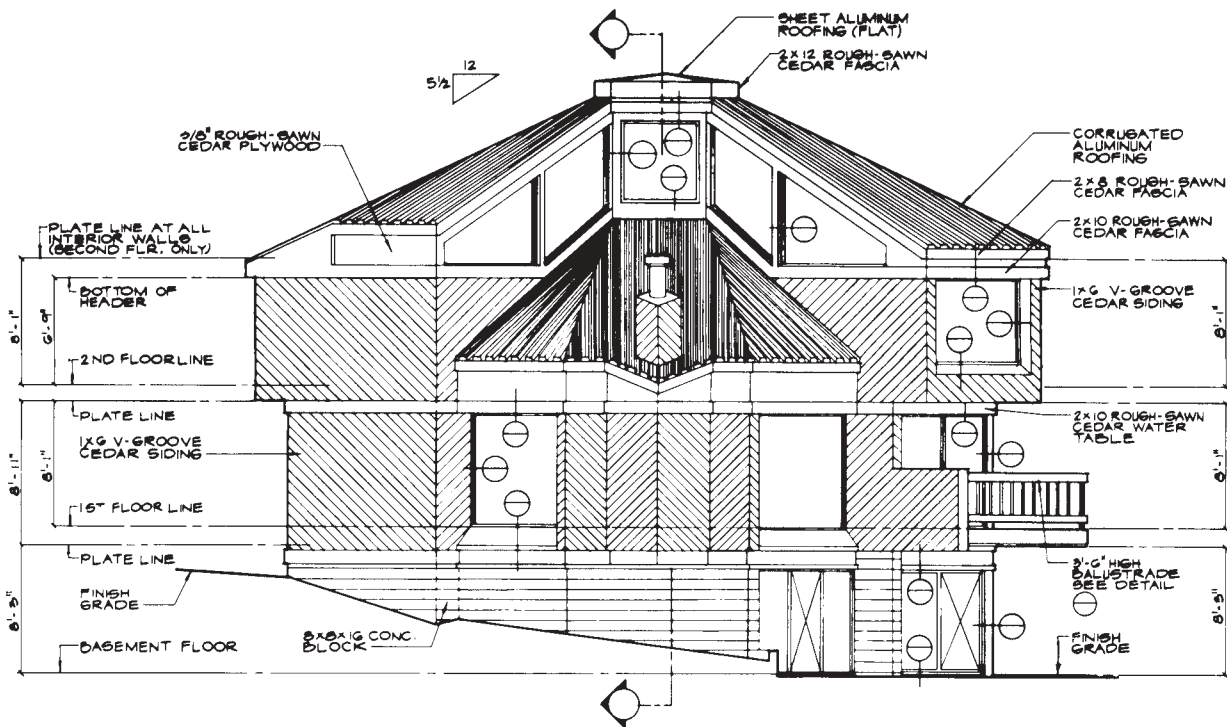 SHEET ALUMINUM
ROOFING (FLAT)
2X12 ROUGH-SAWN
CEDAR FASCIA
12
5½
5/8" ROUGH-SAWN
CEDAR PLYWOOD
CORRUGATED
ALUMINUM
ROOFING
2X8 ROUGH-SAWN
CEDAR FASCIA
2X10 ROUGH-SAWN
CEDAR FASCIA
PLATE LINE AT ALL
INTERIOR WALLS
(SECOND FLR. ONLY)
BOTTOM OF
HEADER
1X6 V-GROOVE
CEDAR SIDING
8'-1"
6'-9"
8'-1"
2ND FLOOR LINE
PLATE LINE
1X6 V-GROOVE
CEDAR SIDING
2X10 ROUGH-SAWN
CEDAR WATER
TABLE
8'-11"
8'-1"
8'-1"
1ST FLOOR LINE
PLATE LINE
3'-6" HIGH
BALUSTRADE
SEE DETAIL
FINISH
GRADE
8'-3"
8'-3"
BASEMENT FLOOR
8X8X16 CONC.
BLOCK
FINISH
GRADE